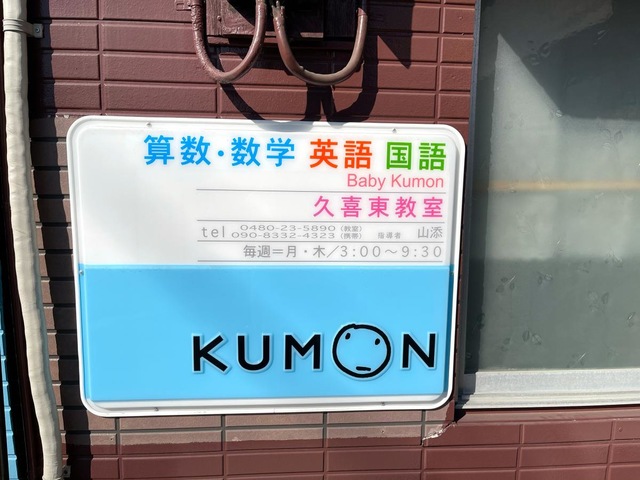 算数・数学 英語 国語
Baby Kumon
久喜東教室
tel 0480-23-5890（教室）
090-8332-4323（携帯） 指導者 山添
毎週＝月・木／3:00〜9:30
KUMON